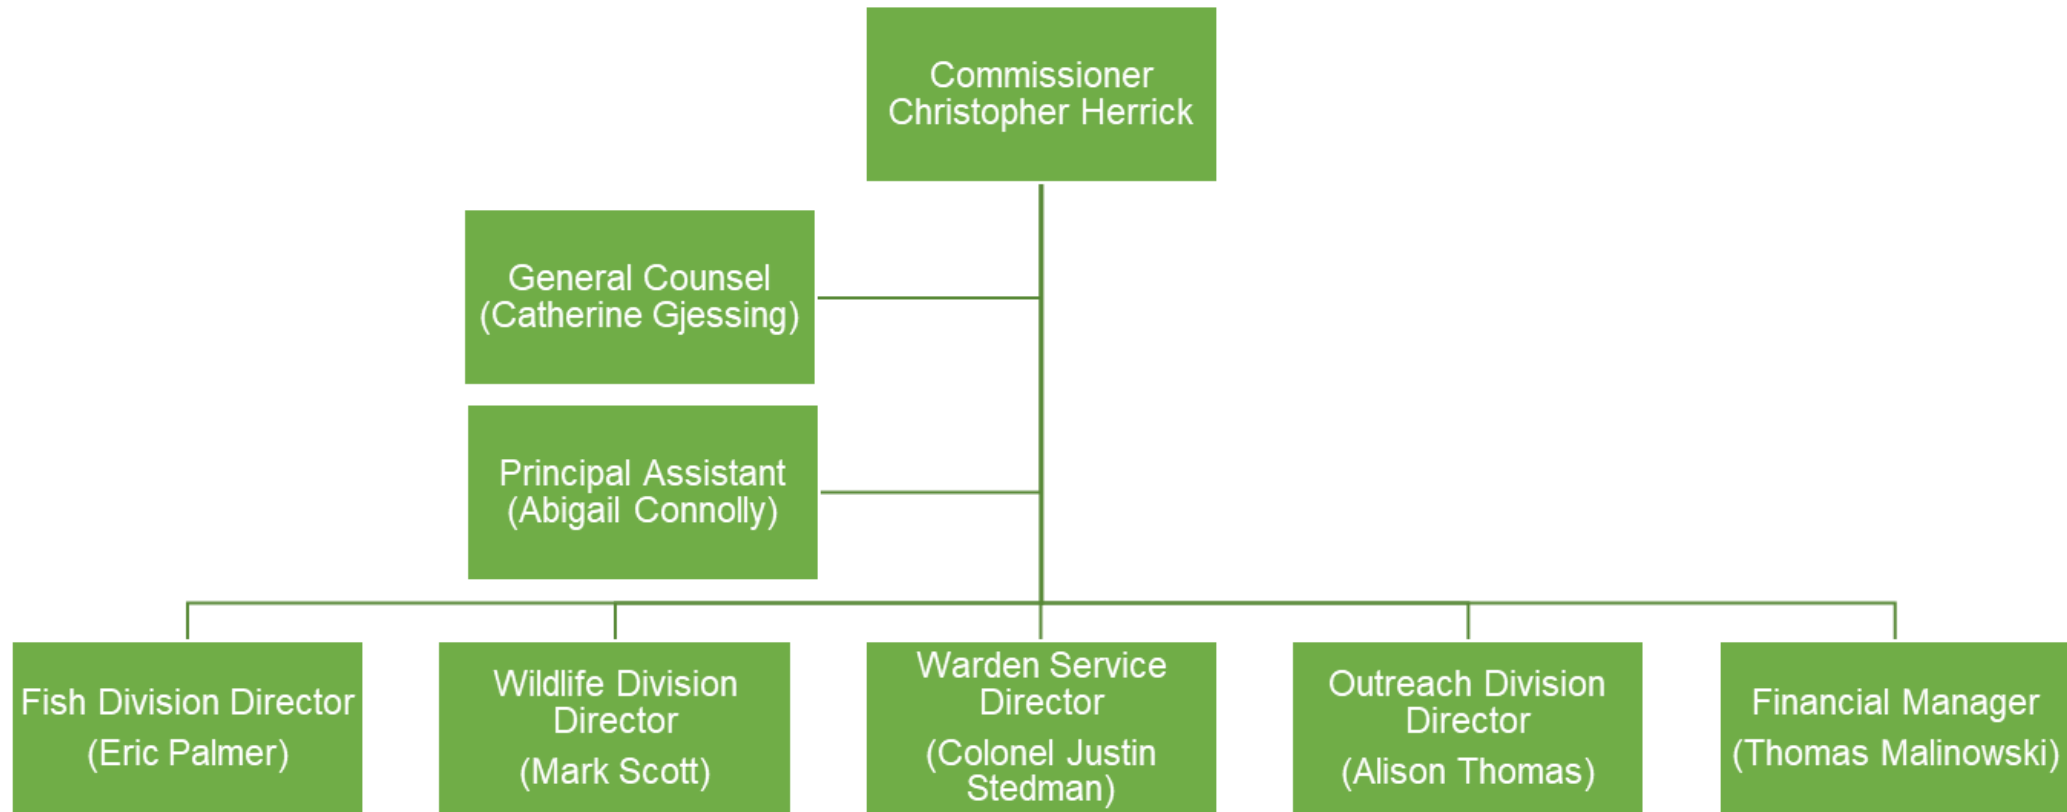 Commissioner
Christopher Herrick
General Counsel
(Catherine Gjessing)
Principal Assistant
(Abigail Connolly)
Fish Division Director
(Eric Palmer)
Wildlife Division
Director
(Mark Scott)
Warden Service
Director
(Colonel Justin
Stedman)
Outreach Division
Director
(Alison Thomas)
Financial Manager
(Thomas Malinowski)